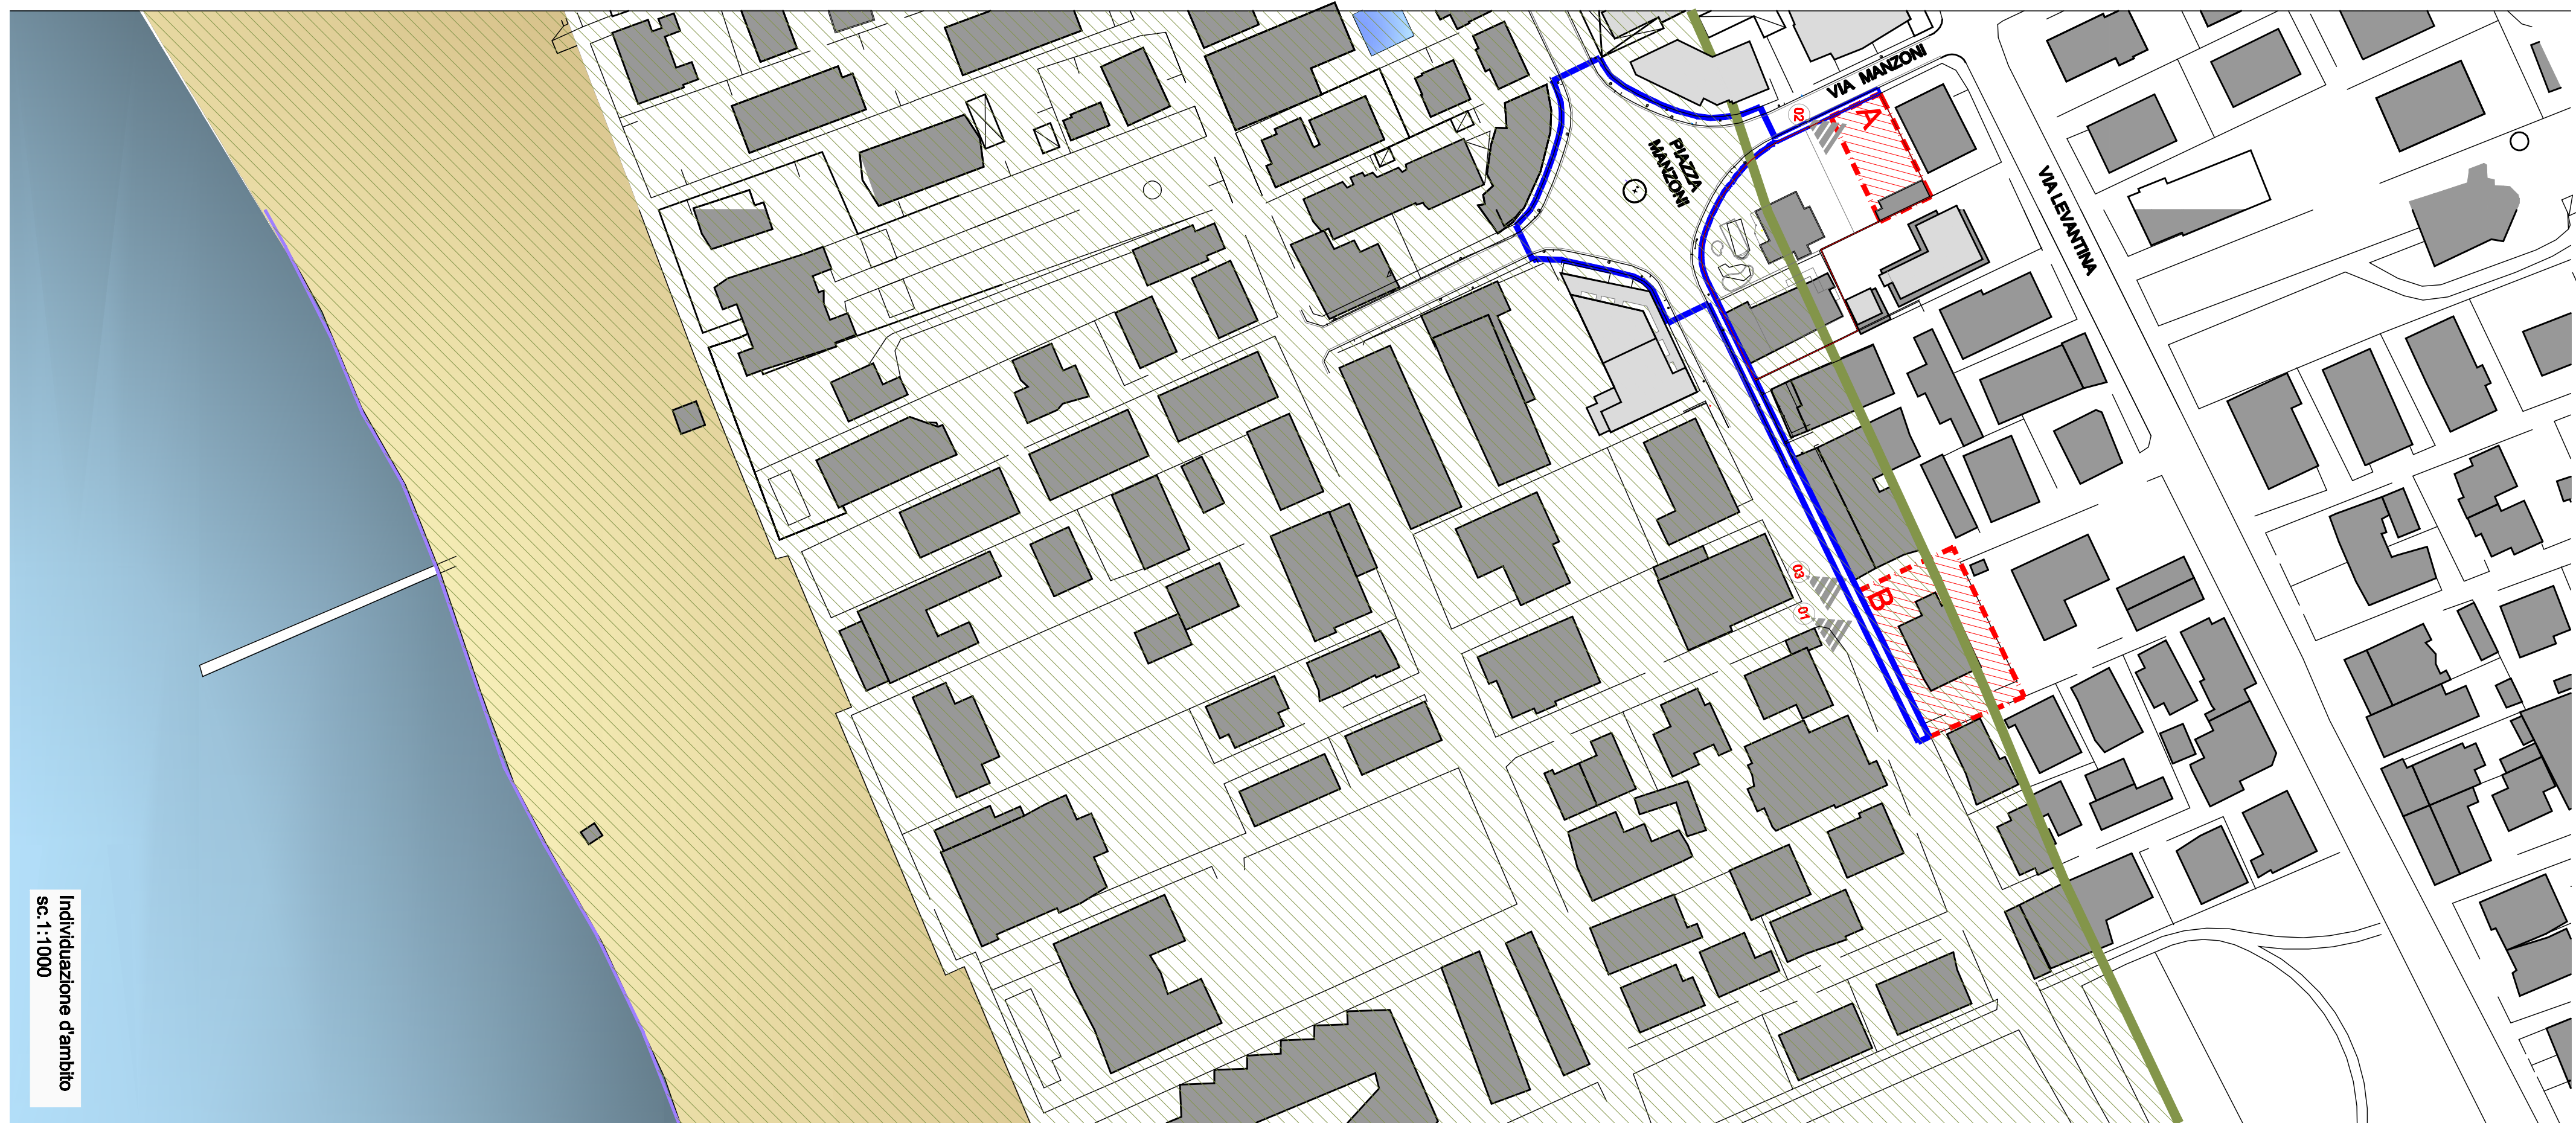 VIA MANZONI
02
A
PIAZZA
MANZONI
VIA LEVANTINA
03
B
01
Individuazione d'ambito
sc.1:1000